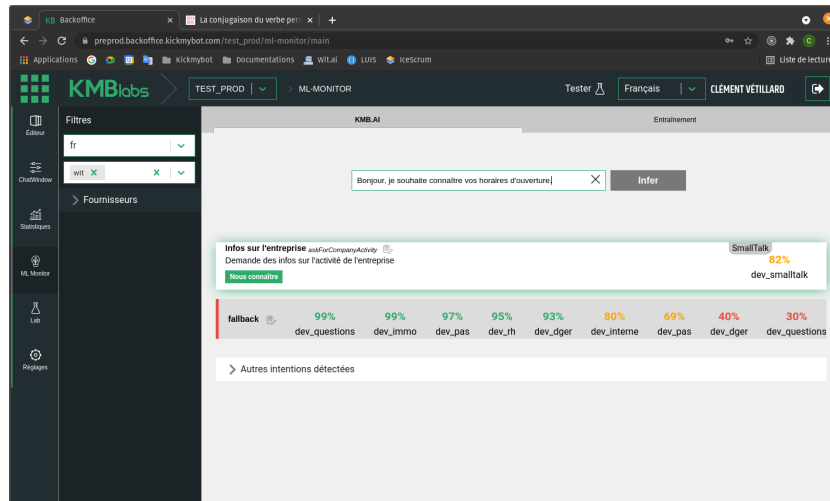 KB Backoffice
La conjugaison du verbe per
preprod.backoffice.kickmybot.com/test_prod/ml-monitor/main
Applications
Kickmybot
Documentations
Wit.ai
LUIS
IceScrum
Liste de lecture
KMBlabs
TEST_PROD
ML-MONITOR
Tester
Français
CLÉMENT VÉTILLARD
Éditeur
ChatWindow
Statistiques
ML Monitor
Lab
Réglages
Filtres
fr
wit X
Fournisseurs
KMB.AI
Entraînement
Bonjour, je souhaite connaître vos horaires d'ouverture.
Infer
Infos sur l'entreprise askForCompanyActivity
Demande des infos sur l'activité de l'entreprise
Nous connaître
SmallTalk
82%
dev_smalltalk
fallback
99% 99% 97% 95% 93% 80% 69% 40% 30%
dev_questions dev_immo dev_pas dev_rh dev_dger dev_interne dev_pas dev_dger dev_questions
Autres intentions détectées